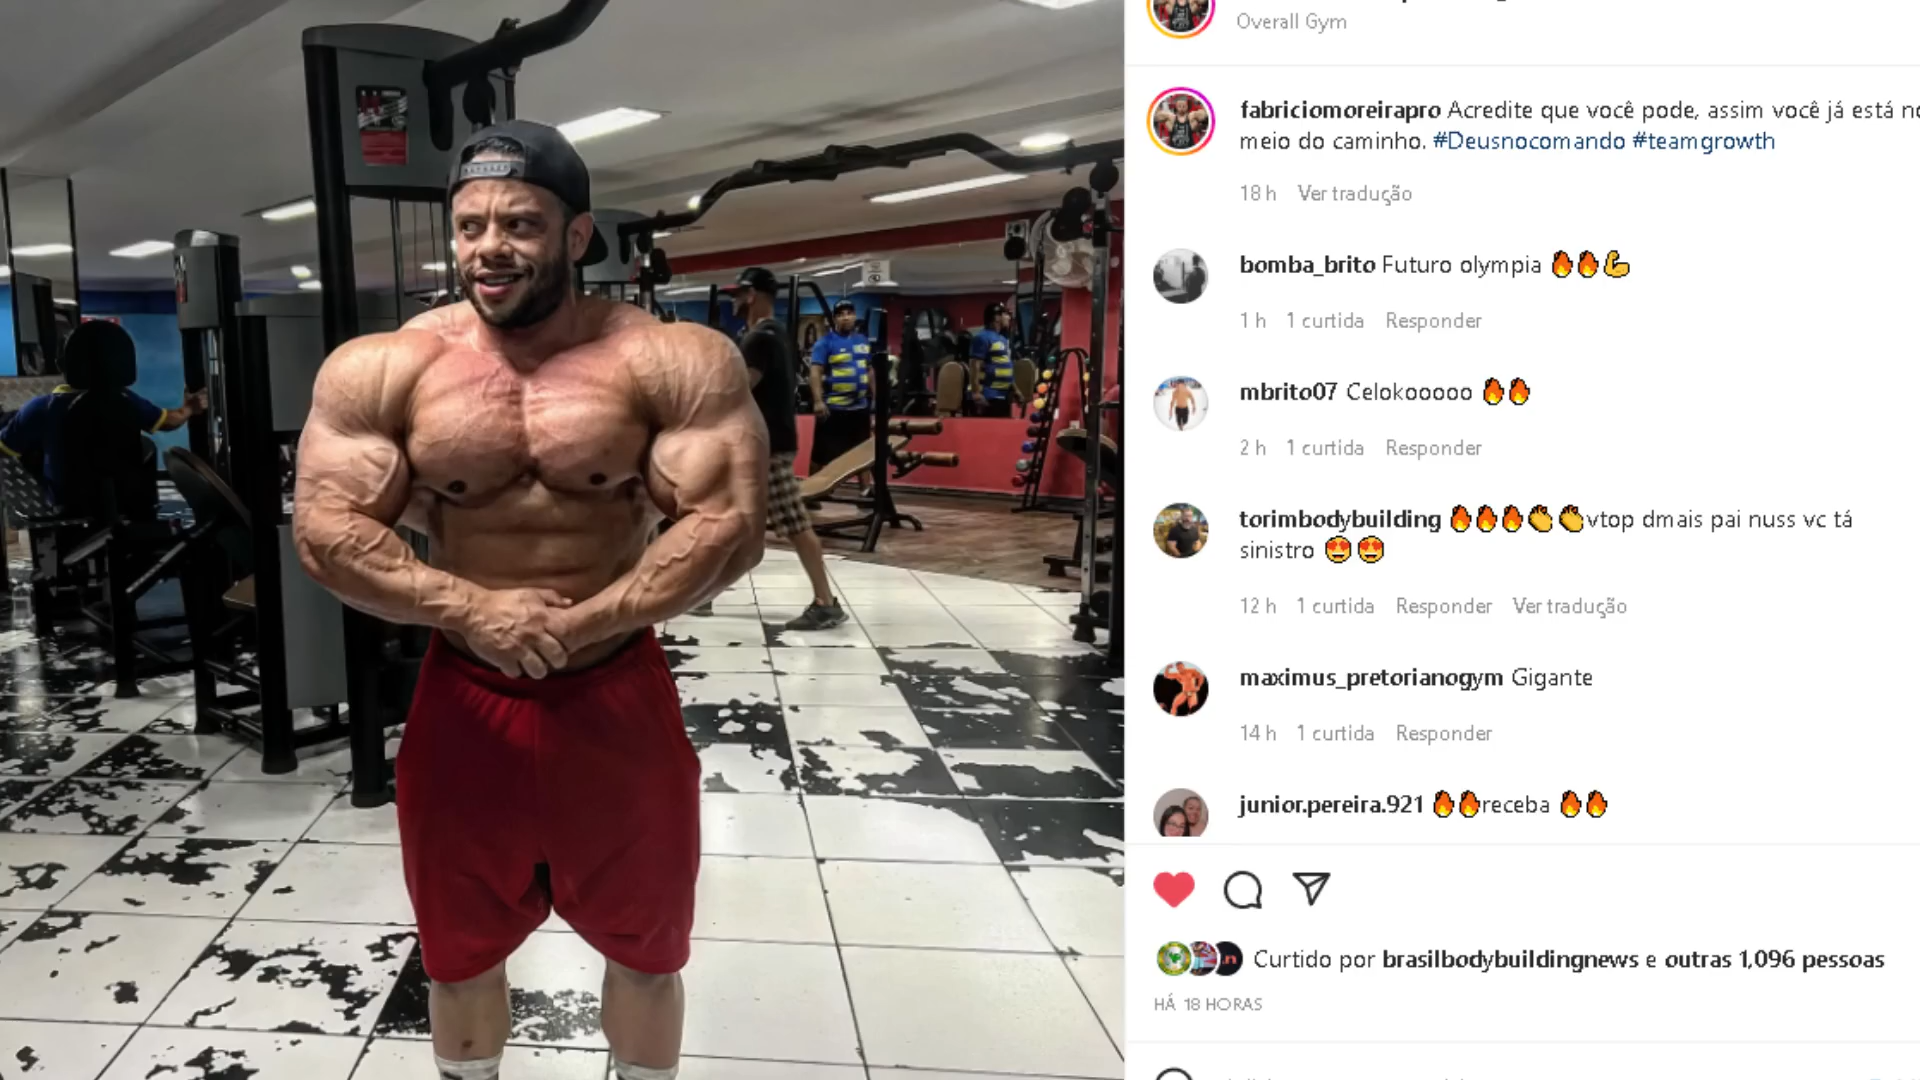 Overall Gym
fabriciomoreirapro Acredite que você pode, assim você já está
meio do caminho. #Deusnocomando #teamgrowth
18 h Ver tradução
bomba_brito Futuro olympia 🔥🔥💪
1 h 1 curtida Responder
mbrito07 Celokooooo 🔥🔥
2 h 1 curtida Responder
torimbodybuilding 🔥🔥🔥👏👏vtop dmais pai nuss vc tá
sinistro 😍😍
12 h 1 curtida Responder Ver tradução
maximus_pretorianogym Gigante
14 h 1 curtida Responder
junior.pereira.921 🔥🔥receba 🔥🔥
Curtido por brasilbodybuildingnews e outras 1,096 pessoas
HÁ 18 HORAS